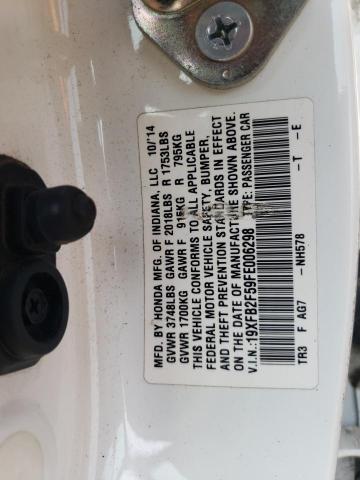 MFD. BY HONDA MFG. OF INDIANA, LLC 10/'14
GVWR 3748LBS GAWR F 2018LBS R 1753LBS
GVWR 1700KG GAWR F 915KG R 795KG
THIS VEHICLE CONFORMS TO ALL APPLICABLE
FEDERAL MOTOR VEHICLE SAFETY, BUMPER,
AND THEFT PREVENTION STANDARDS IN EFFECT
ON THE DATE OF MANUFACTURE SHOWN ABOVE.
V.I.N.:19XFB2F59FE006298 TYPE: PASSENGER CAR
TR3 F AG7 -NH578 -T -E